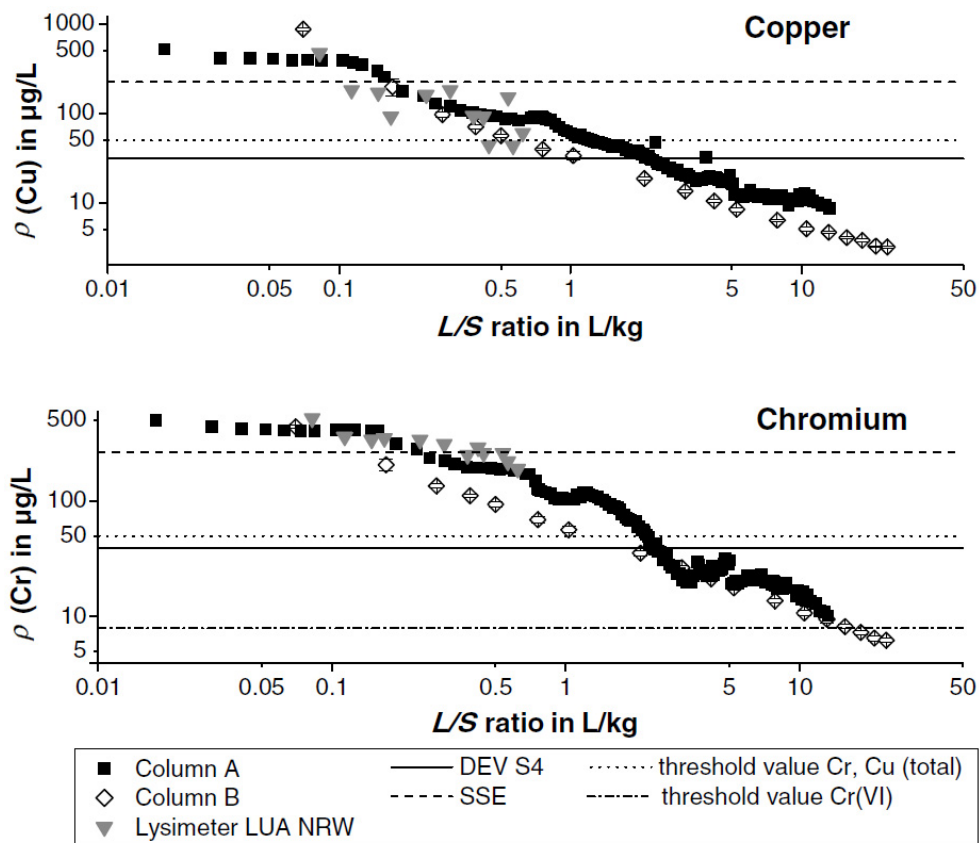 Copper
1000
500
100
50
10
5
ρ (Cu) in µg/L
0.01 0.05 0.1 0.5 1 5 10 50
L/S ratio in L/kg
Chromium
500
100
50
10
5
ρ (Cr) in µg/L
0.01 0.05 0.1 0.5 1 5 10 50
L/S ratio in L/kg
Column A DEV S4 threshold value Cr, Cu (total)
Column B SSE threshold value Cr(VI)
Lysimeter LUA NRW